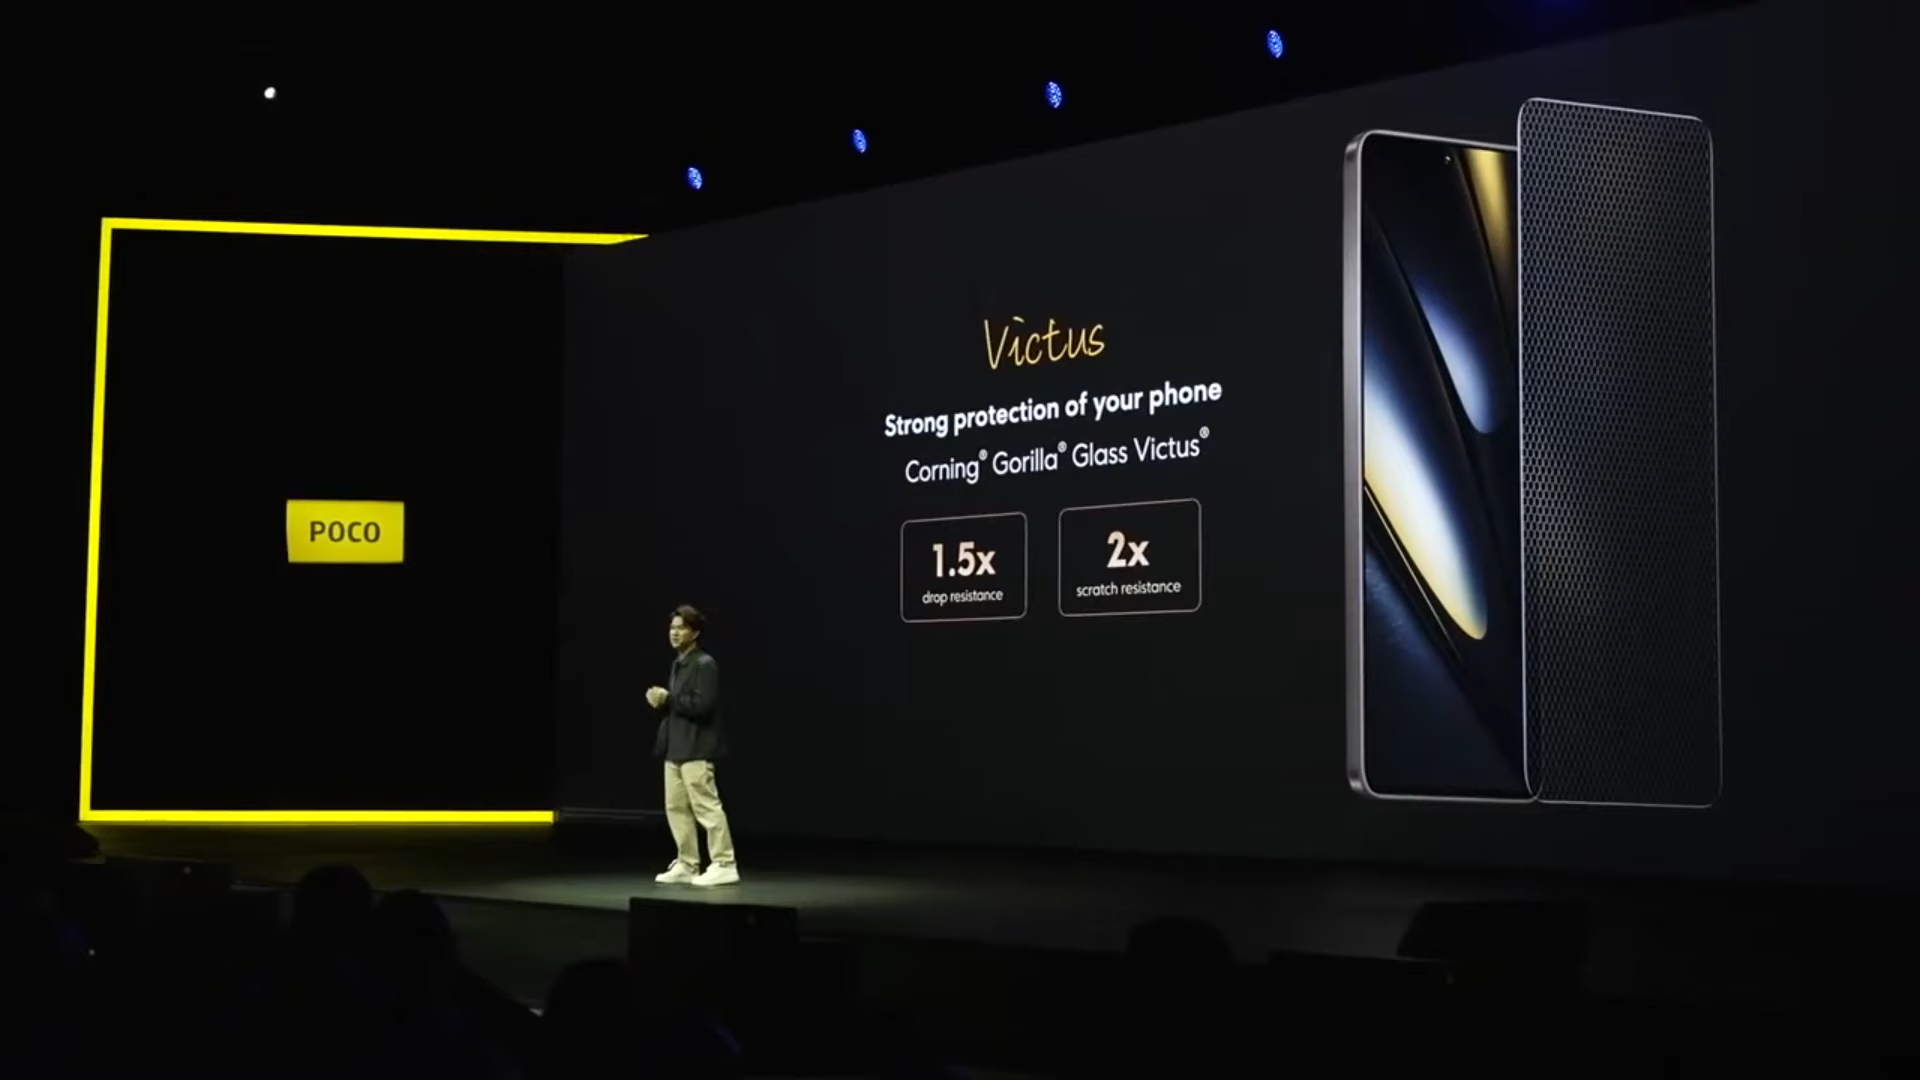 POCO
Victus
Strong protection of your phone
Corning® Gorilla® Glass Victus®
1.5x
drop resistance
2x
scratch resistance